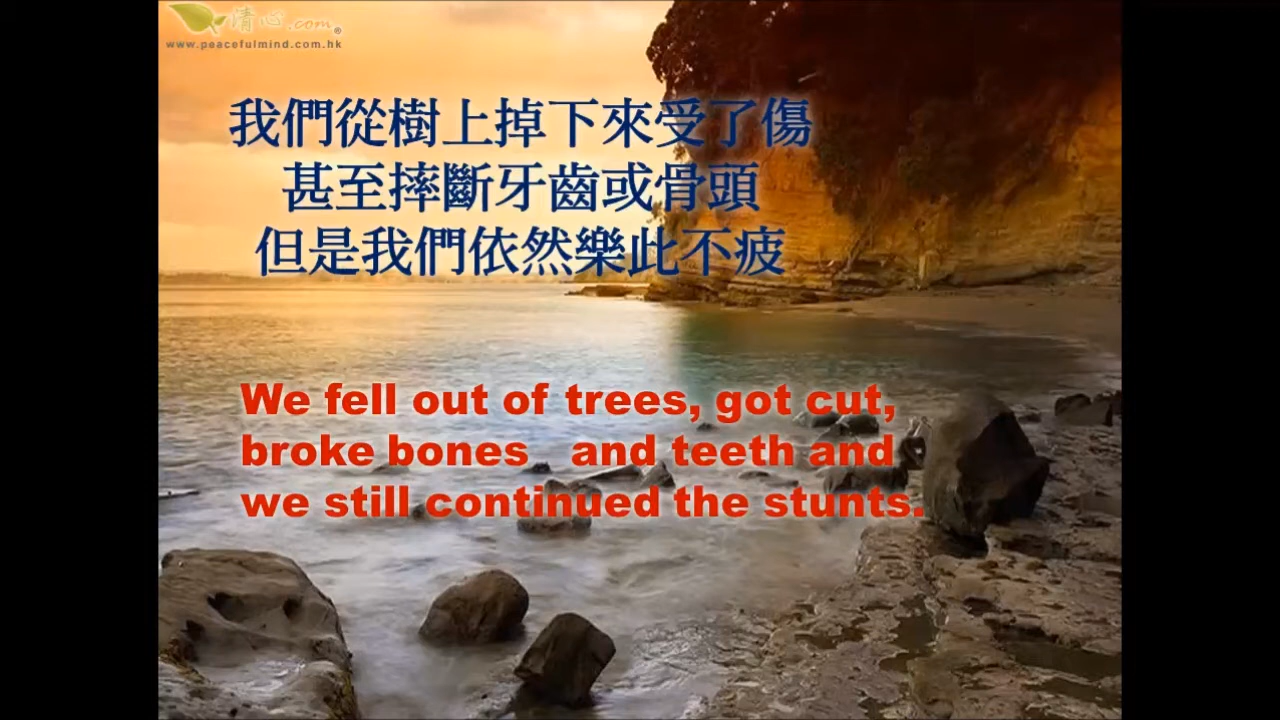 清心.com®
www.peacefulmind.com.hk
我們從樹上掉下來受了傷
甚至摔斷牙齒或骨頭
但是我們依然樂此不疲
We fell out of trees, got cut,
broke bones and teeth and
we still continued the stunts.